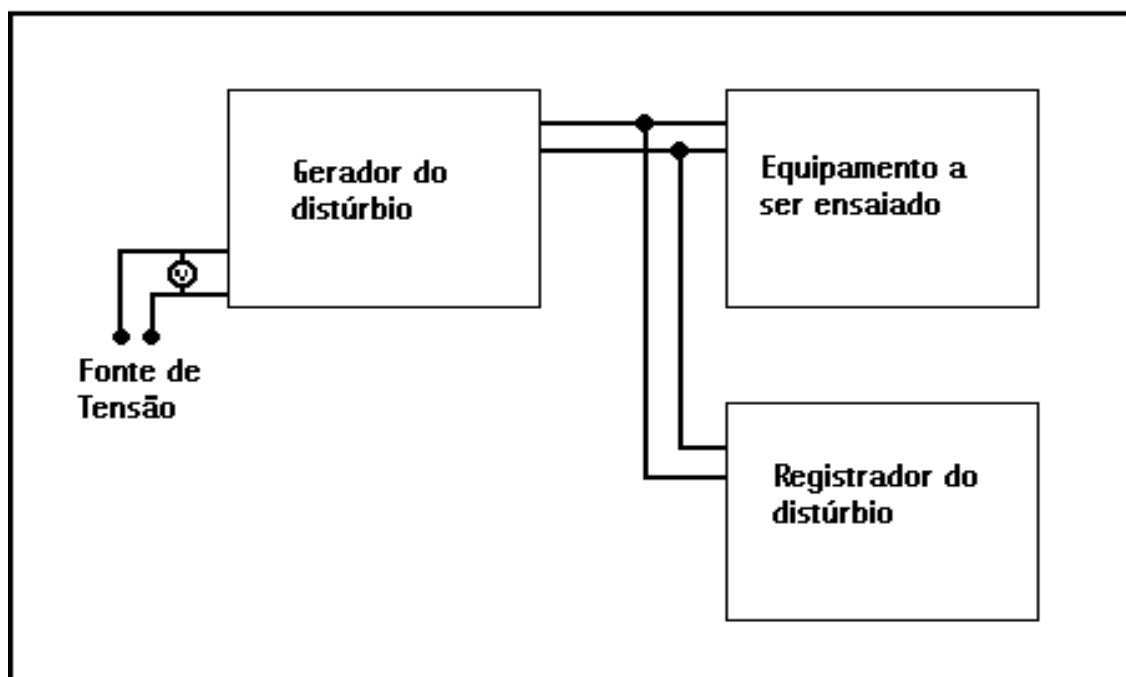 Gerador do
distúrbio
Equipamento a
ser ensaiado
V
Fonte de
Tensão
Registrador do
distúrbio